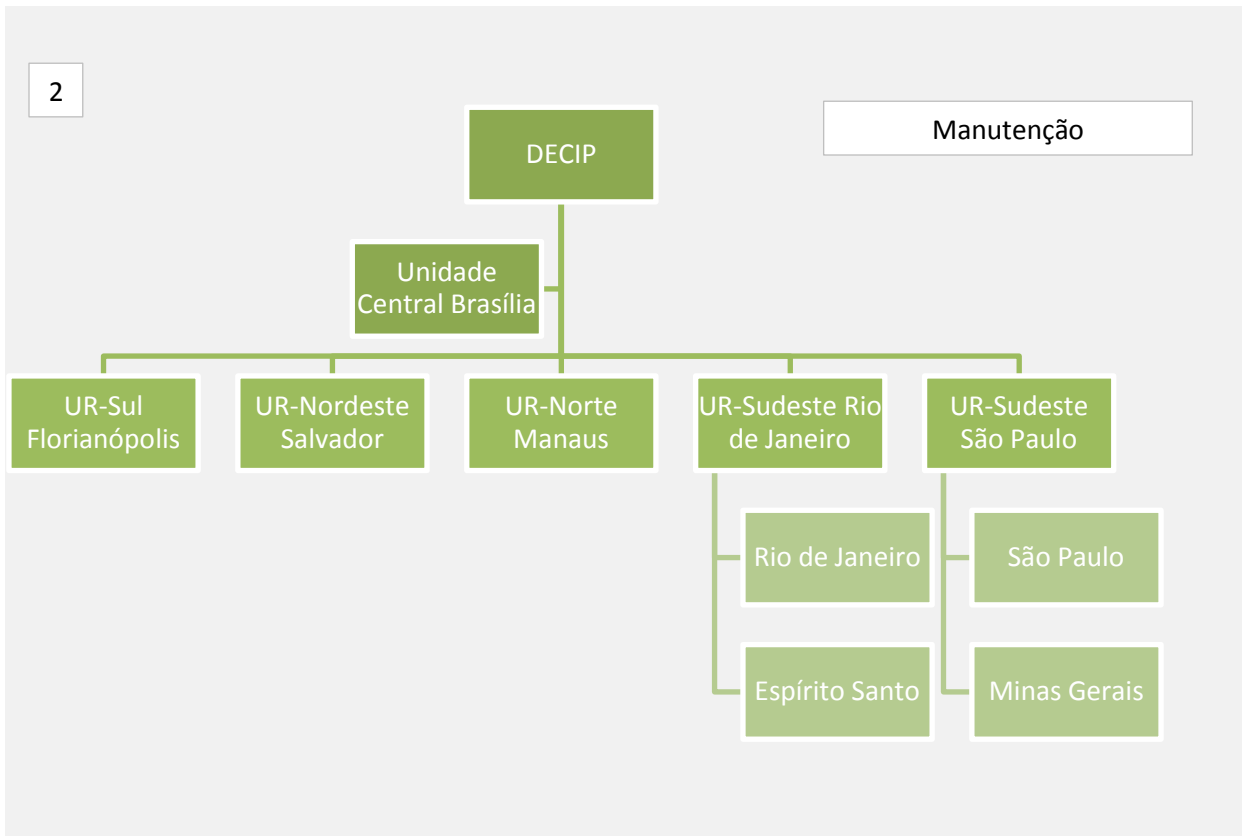 2
Manutenção
DECIP
Unidade
Central Brasília
UR-Sul
Florianópolis
UR-Nordeste
Salvador
UR-Norte
Manaus
UR-Sudeste Rio
de Janeiro
UR-Sudeste
São Paulo
Rio de Janeiro
São Paulo
Espírito Santo
Minas Gerais